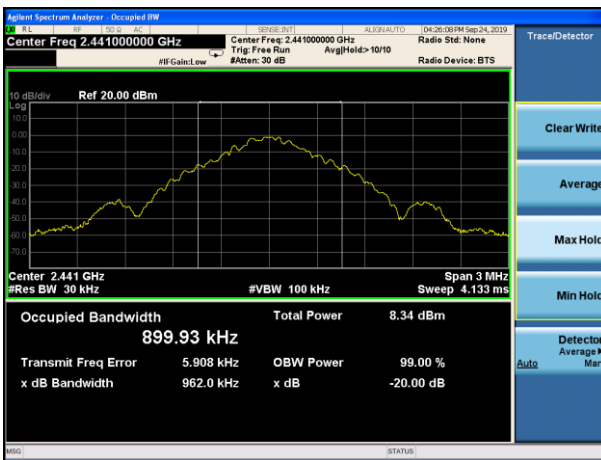 Agilent Spectrum Analyzer - Occupied BW
RL RF 50 Ω AC SENSE:INT ALIGNAUTO 04:26:08 PM Sep 24, 2019
Center Freq 2.441000000 GHz
Center Freq: 2.441000000 GHz
Radio Std: None
Trig: Free Run Avg|Hold:> 10/10
#IFGain:Low
#Atten: 30 dB
Radio Device: BTS
Trace/Detector
10 dB/div Ref 20.00 dBm
Log
10.0
0.00
-10.0
-20.0
-30.0
-40.0
-50.0
-60.0
-70.0
Clear Write
Average
Max Hold
Min Hold
Center 2.441 GHz Span 3 MHz
#Res BW 30 kHz #VBW 100 kHz Sweep 4.133 ms
Occupied Bandwidth Total Power 8.34 dBm
899.93 kHz
Transmit Freq Error 5.908 kHz OBW Power 99.00 %
x dB Bandwidth 962.0 kHz x dB -20.00 dB
Detector
Average
Auto Man
MSG STATUS